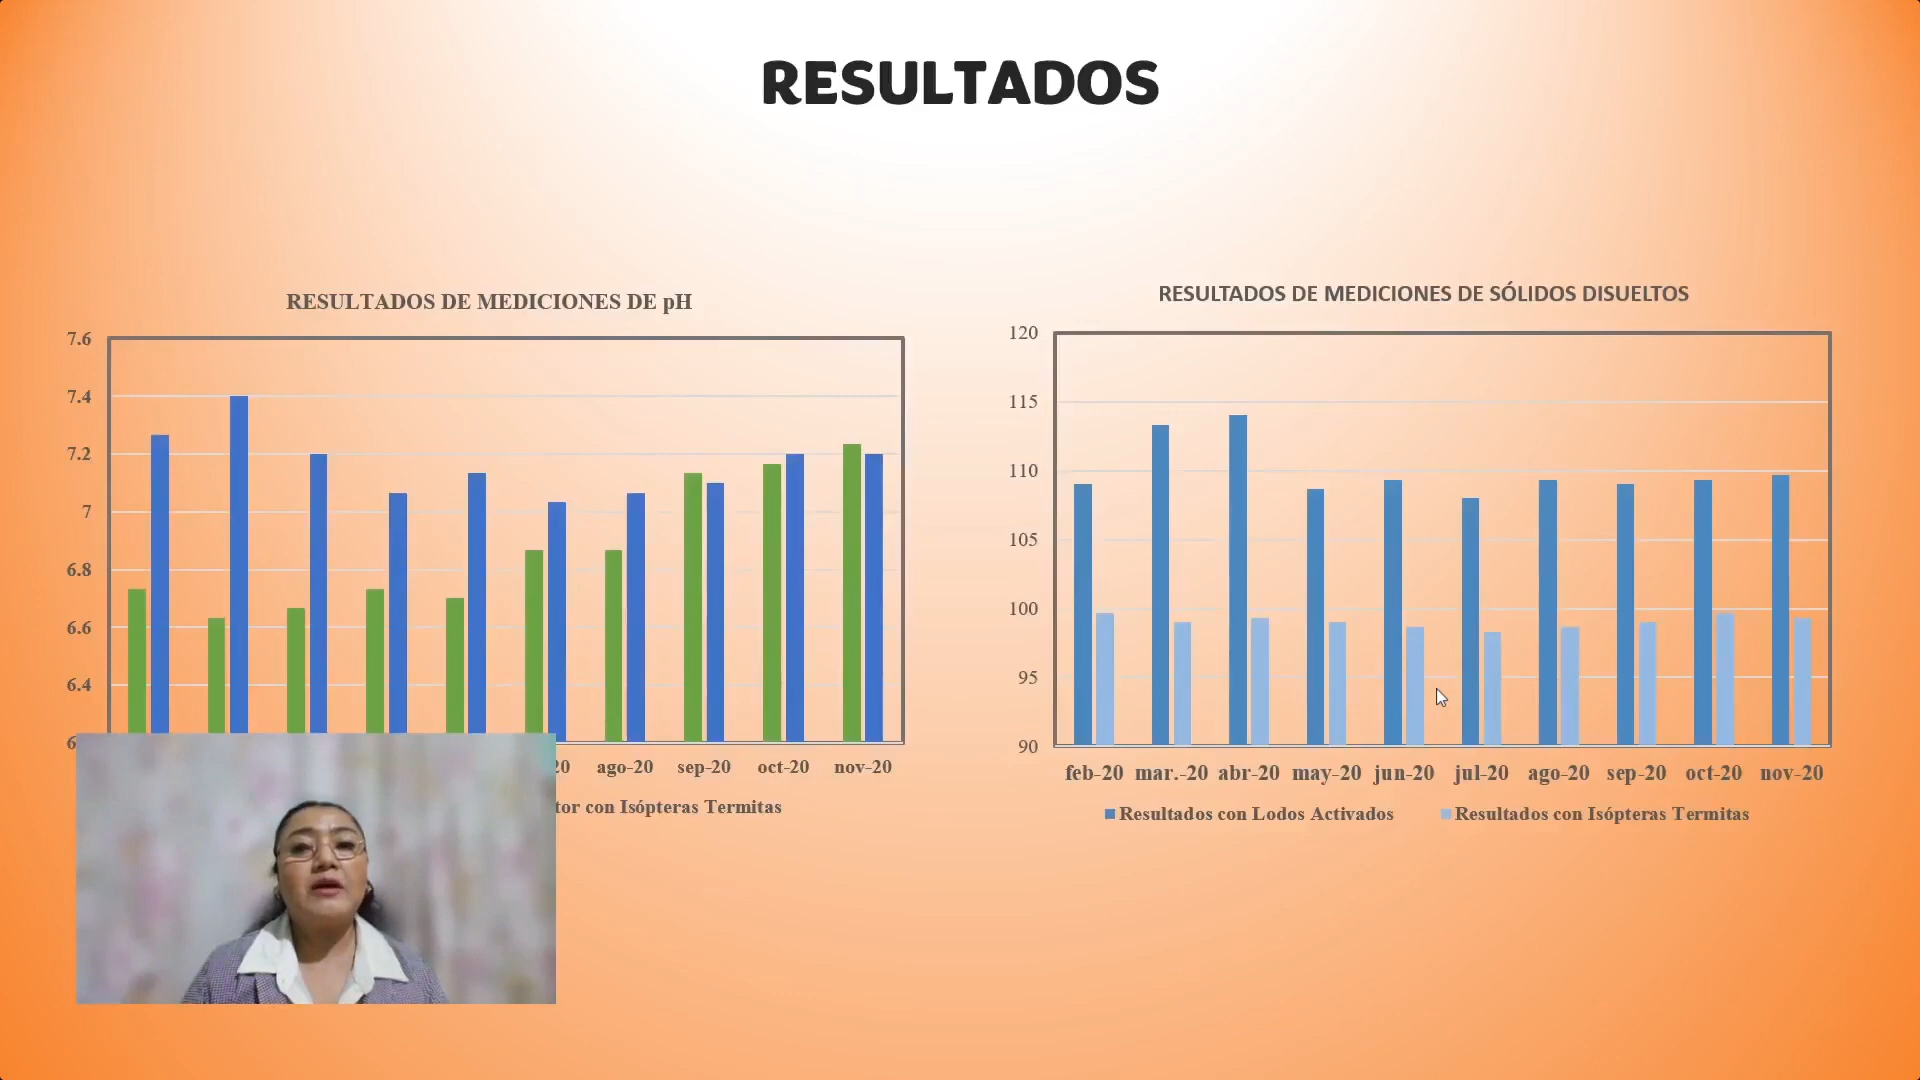 RESULTADOS
RESULTADOS DE MEDICIONES DE pH
7.6
7.4
7.2
7
6.8
6.6
6.4
ago-20 sep-20 oct-20 nov-20
con Isópteras Termitas
RESULTADOS DE MEDICIONES DE SÓLIDOS DISUELTOS
120
115
110
105
100
95
90
feb-20 mar.-20 abr-20 may-20 jun-20 jul-20 ago-20 sep-20 oct-20 nov-20
Resultados con Lodos Activados Resultados con Isópteras Termitas